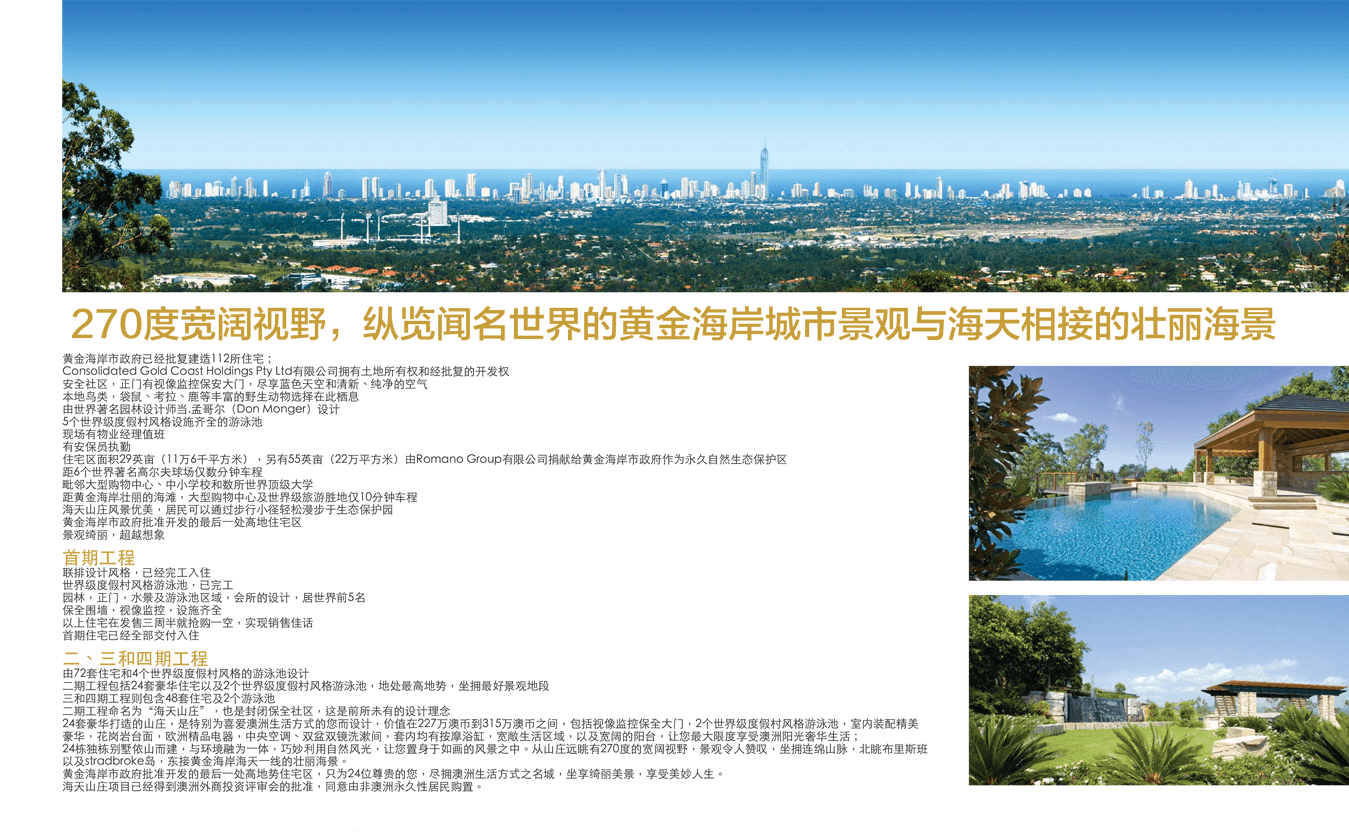 270度宽阔视野，纵览闻名世界的黄金海岸城市景观与海天相接的壮丽海景
黄金海岸市政府已经批复建造112所住宅；
Consolidated Gold Coast Holdings Pty Ltd有限公司拥有土地所有权和经批复的开发权
安全社区，正门有视像监控保安大门，尽享蓝色天空和清新、纯净的空气
本地鸟类，袋鼠、考拉、鹿等丰富的野生动物选择在此栖息
由世界著名园林设计师当.孟哥尔（Don Monger）设计
5个世界级度假村风格设施齐全的游泳池
现场有物业经理值班
有安保员执勤
住宅区面积29英亩（11万6千平方米），另有55英亩（22万平方米）由Romano Group有限公司捐献给黄金海岸市政府作为永久自然生态保护区
距6个世界著名高尔夫球场仅数分钟车程
毗邻大型购物中心、中小学校和数所世界顶级大学
距黄金海岸壮丽的海滩，大型购物中心及世界级旅游胜地仅10分钟车程
海天山庄风景优美，居民可以通过步行小径轻松漫步于生态保护园
黄金海岸市政府批准开发的最后一处高地住宅区
景观绮丽，超越想象
首期工程
联排设计风格，已经完工入住
世界级度假村风格游泳池，已完工
园林，正门，水景及游泳池区域，会所的设计，居世界前5名
保全围墙，视像监控，设施齐全
以上住宅在发售三周半就抢购一空，实现销售佳话
首期住宅已经全部交付入住
二、三和四期工程
由72套住宅和4个世界级度假村风格的游泳池设计
二期工程包括24套豪华住宅以及2个世界级度假村风格游泳池，地处最高地势，坐拥最好景观地段
三和四期工程则包含48套住宅及2个游泳池
二期工程命名为“海天山庄”，也是封闭保全社区，这是前所未有的设计理念
24套豪华打造的山庄，是特别为喜爱澳洲生活方式的您而设计，价值在227万澳币到315万澳币之间，包括视像监控保全大门，2个世界级度假村风格游泳池，室内装配精美
豪华，花岗岩台面，欧洲精品电器，中央空调、双盆双镜洗漱间，套内均有按摩浴缸，宽敞生活区域，以及宽阔的阳台，让您最大限度享受澳洲阳光奢华生活；
24栋独栋别墅依山而建，与环境融为一体，巧妙利用自然风光，让您置身于如画的风景之中。从山庄远眺有270度的宽阔视野，景观令人赞叹，坐拥连绵山脉，北眺布里斯班
以及stradbroke岛，东接黄金海岸海天一线的壮丽海景。
黄金海岸市政府批准开发的最后一处高地势住宅区，只为24位尊贵的您，尽拥澳洲生活方式之名城，坐享绮丽美景，享受美妙人生。
海天山庄项目已经得到澳洲外商投资评审会的批准，同意由非澳洲永久性居民购置。